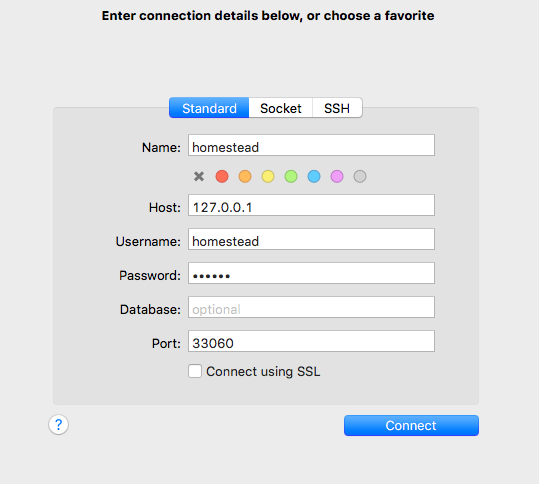 Enter connection details below, or choose a favorite
Standard Socket SSH
Name: homestead
Host: 127.0.0.1
Username: homestead
Password: ••••••
Database: optional
Port: 33060
Connect using SSL
? Connect